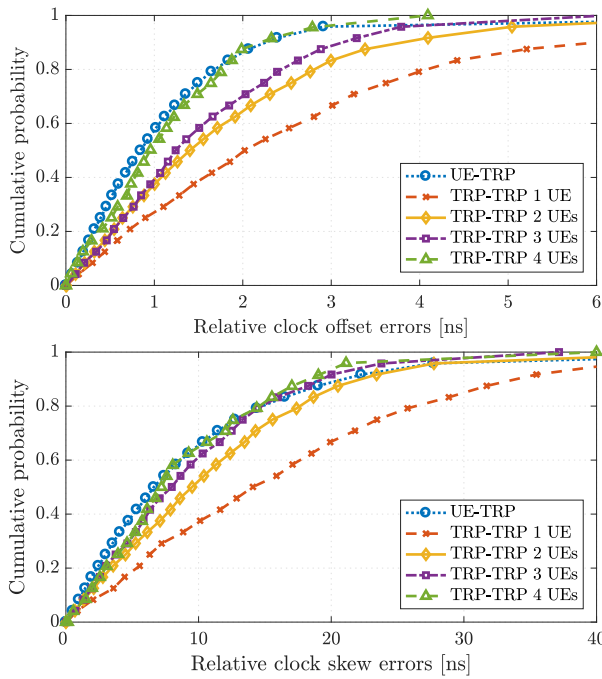 Cumulative probability
1
0.8
0.6
0.4
0.2
0
UE-TRP
TRP-TRP 1 UE
TRP-TRP 2 UEs
TRP-TRP 3 UEs
TRP-TRP 4 UEs
0 1 2 3 4 5 6
Relative clock offset errors [ns]
Cumulative probability
1
0.8
0.6
0.4
0.2
0
UE-TRP
TRP-TRP 1 UE
TRP-TRP 2 UEs
TRP-TRP 3 UEs
TRP-TRP 4 UEs
0 10 20 30 40
Relative clock skew errors [ns]